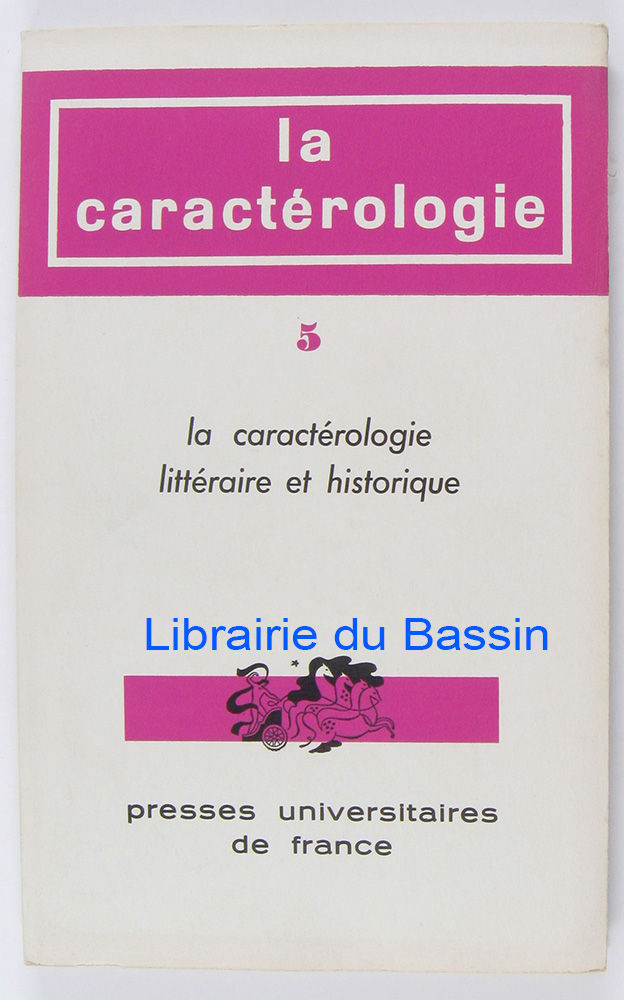 la
caractérologie
5
la caractérologie
littéraire et historique
Librairie du Bassin
presses universitaires
de france